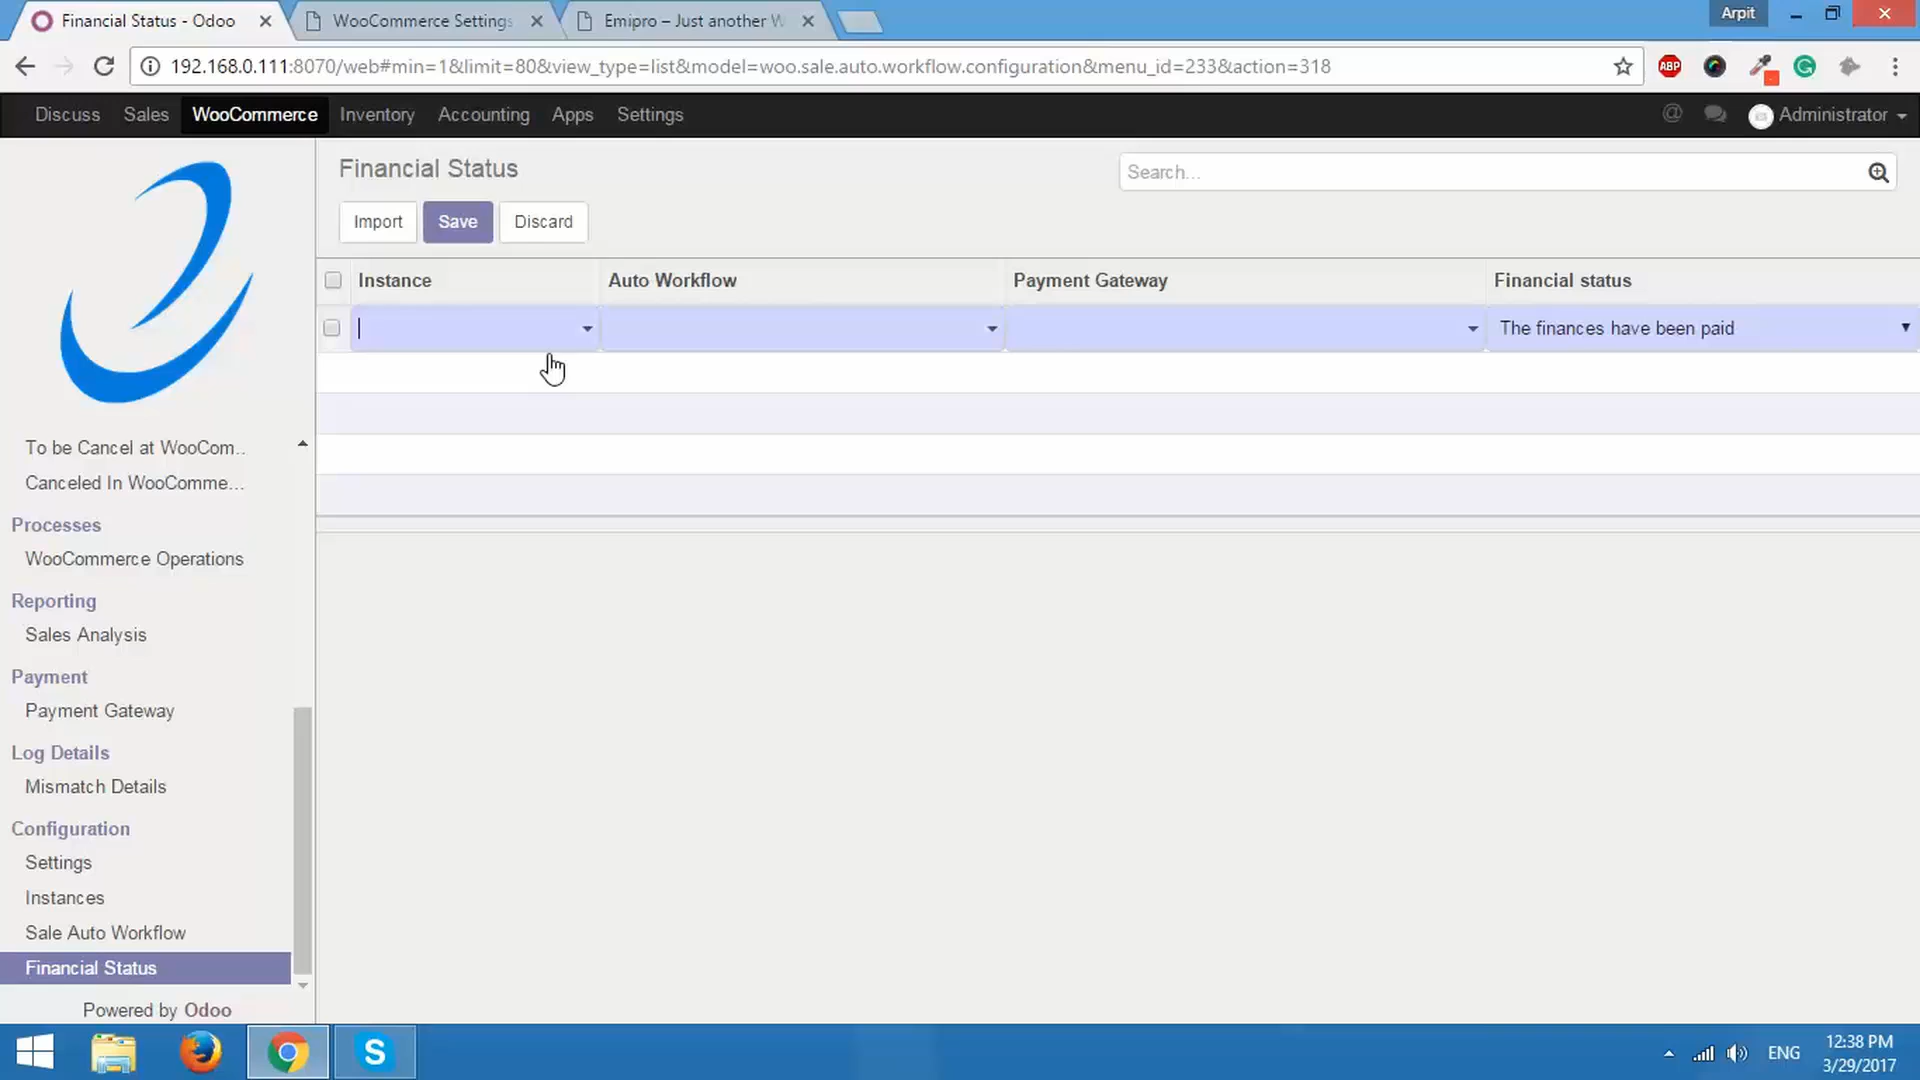 Financial Status - Odoo
WooCommerce Settings
Emipro – Just another W
Arpit
192.168.0.111:8070/web#min=1&limit=80&view_type=list&model=woo.sale.auto.workflow.configuration&menu_id=233&action=318
ABP
Discuss Sales WooCommerce Inventory Accounting Apps Settings
@ Administrator
Financial Status
Search...
Import Save Discard
Instance Auto Workflow Payment Gateway Financial status
The finances have been paid
To be Cancel at WooCom..
Canceled In WooComme...
Processes
WooCommerce Operations
Reporting
Sales Analysis
Payment
Payment Gateway
Log Details
Mismatch Details
Configuration
Settings
Instances
Sale Auto Workflow
Financial Status
Powered by Odoo
ENG
12:38 PM
3/29/2017